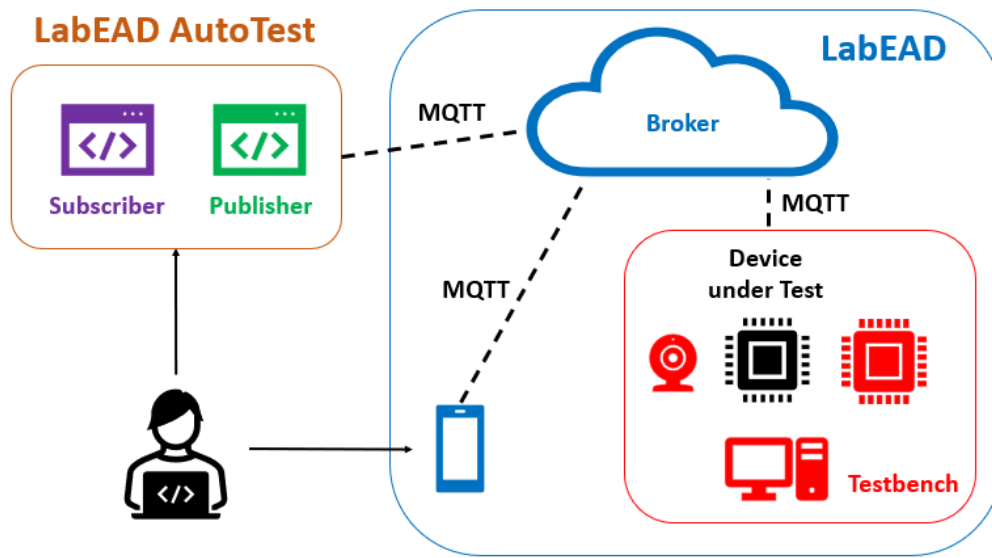 LabEAD AutoTest
LabEAD
MQTT
Broker
</>
</>
Subscriber
Publisher
MQTT
Device
under Test
MQTT
</>
Testbench